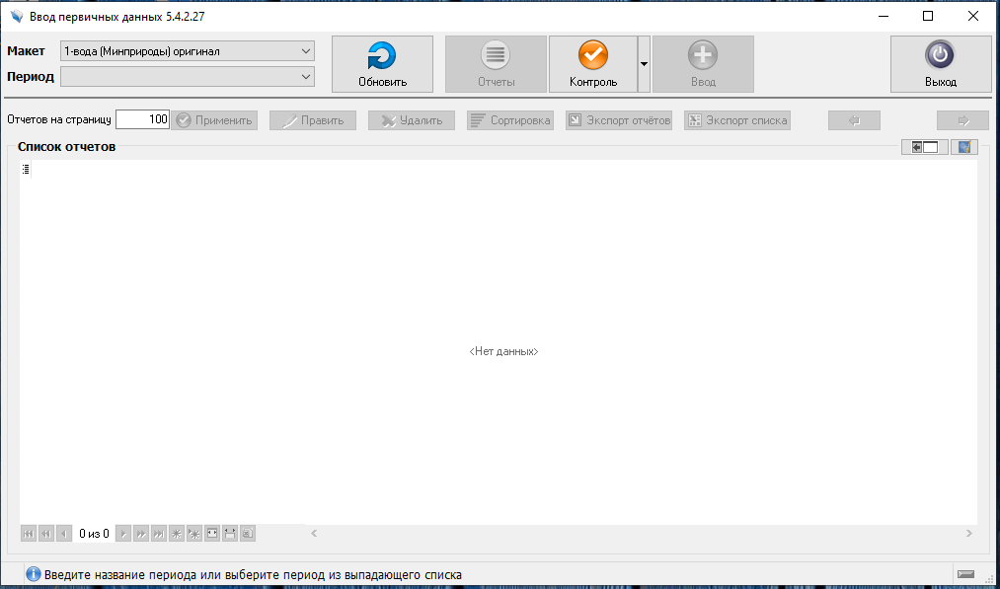 Ввод первичных данных 5.4.2.27
Макет
1-вода (Минприроды) оригинал
Период
Обновить
Отчеты
Контроль
Ввод
Выход
Отчетов на страницу
100
Применить
Править
Удалить
Сортировка
Экспорт отчётов
Экспорт списка
Список отчетов
<Нет данных>
0 из 0
Введите название периода или выберите период из выпадающего списка